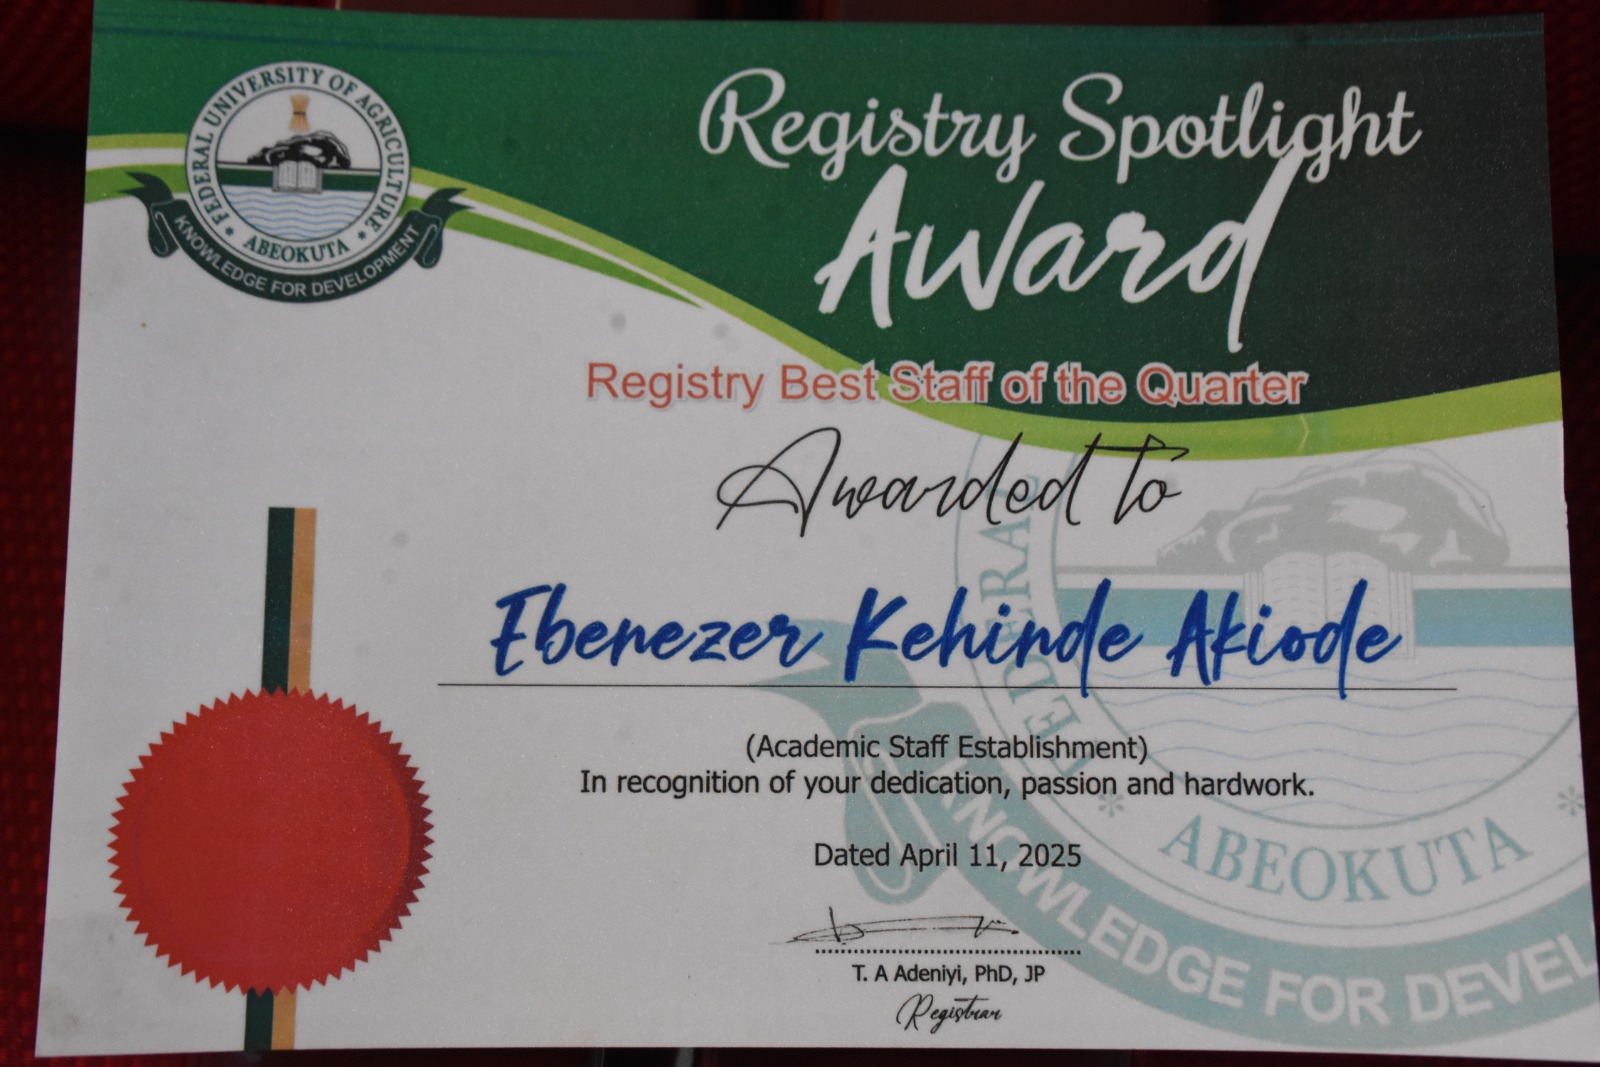 FEDERAL UNIVERSITY OF AGRICULTURE
* ABEOKUTA *
KNOWLEDGE FOR DEVELOPMENT
Registry Spotlight
Award
Registry Best Staff of the Quarter
Awarded to
Ebenezer Kehinde Akiode
(Academic Staff Establishment)
In recognition of your dedication, passion and hardwork.
Dated April 11, 2025
T. A Adeniyi, PhD, JP
Registrar
FEDERAL
* ABEOKUTA *
KNOWLEDGE FOR DEVEL